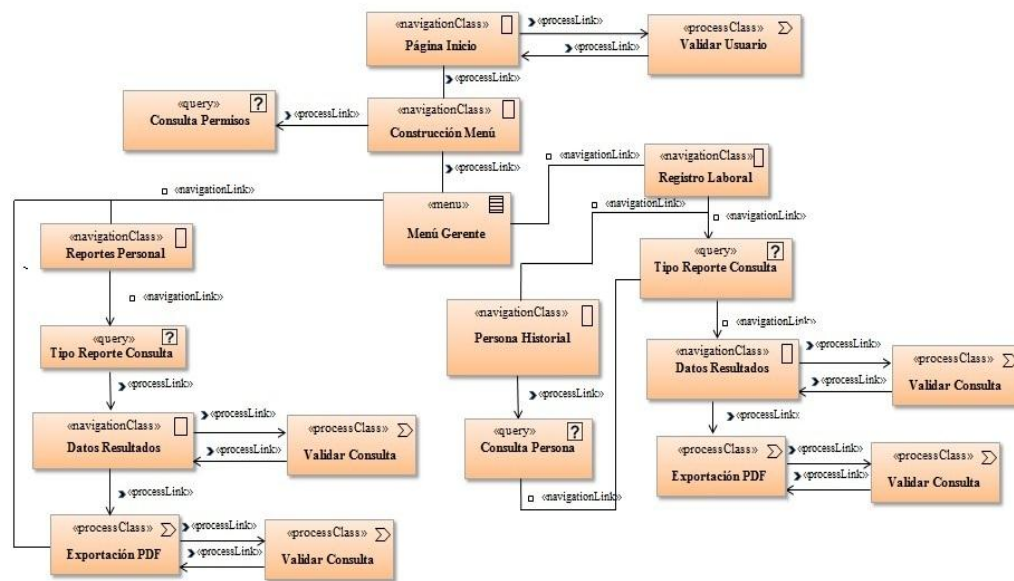 «navigationClass»
Página Inicio
«processLink»
«processLink»
«processClass»
Validar Usuario
«processLink»
«query» ?
Consulta Permisos
«processLink»
«navigationClass»
Construcción Menú
«processLink»
«navigationLink»
«navigationClass»
Registro Laboral
«navigationLink»
«menu»
Menú Gerente
«navigationLink»
«navigationLink»
«navigationClass»
Reportes Personal
«query» ?
Tipo Reporte Consulta
«navigationLink»
«navigationClass»
Persona Historial
«navigationLink»
«query» ?
Tipo Reporte Consulta
«navigationClass»
Datos Resultados
«processLink»
«processLink»
«processClass»
Validar Consulta
«processLink»
«processLink»
«navigationClass»
Datos Resultados
«processLink»
«processLink»
«processClass»
Validar Consulta
«query» ?
Consulta Persona
«processLink»
«processClass»
Exportación PDF
«processLink»
«processLink»
«processClass»
Validar Consulta
«processLink»
«navigationLink»
«processClass»
Exportación PDF
«processLink»
«processLink»
«processClass»
Validar Consulta